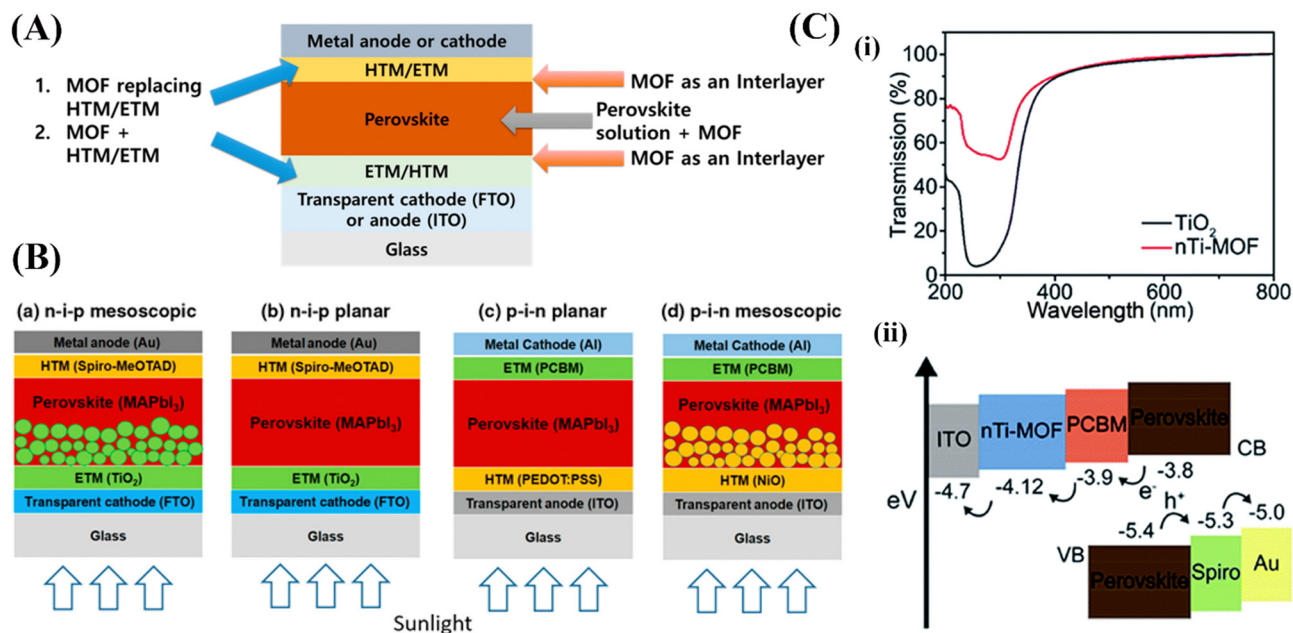 (A)
1. MOF replacing
HTM/ETM
2. MOF +
HTM/ETM
Metal anode or cathode
HTM/ETM
Perovskite
ETM/HTM
Transparent cathode (FTO)
or anode (ITO)
Glass
MOF as an Interlayer
Perovskite
solution + MOF
MOF as an Interlayer
(B)
(a) n-i-p mesoscopic
Metal anode (Au)
HTM (Spiro-MeOTAD)
Perovskite (MAPbI₃)
ETM (TiO₂)
Transparent cathode (FTO)
Glass
(b) n-i-p planar
Metal anode (Au)
HTM (Spiro-MeOTAD)
Perovskite (MAPbI₃)
ETM (TiO₂)
Transparent cathode (FTO)
Glass
(c) p-i-n planar
Metal Cathode (Al)
ETM (PCBM)
Perovskite (MAPbI₃)
HTM (PEDOT:PSS)
Transparent anode (ITO)
Glass
(d) p-i-n mesoscopic
Metal Cathode (Al)
ETM (PCBM)
Perovskite (MAPbI₃)
HTM (NiO)
Transparent anode (ITO)
Glass
Sunlight
(C)
(i)
Transmission (%)
100
80
60
40
20
0
TiO₂
nTi-MOF
200
400
600
800
Wavelength (nm)
(ii)
eV
ITO
nTi-MOF
PCBM
Perovskite
CB
-4.7
-4.12
-3.9
e⁻
-3.8
h⁺
-5.4
-5.3
-5.0
VB
Perovskite
Spiro
Au